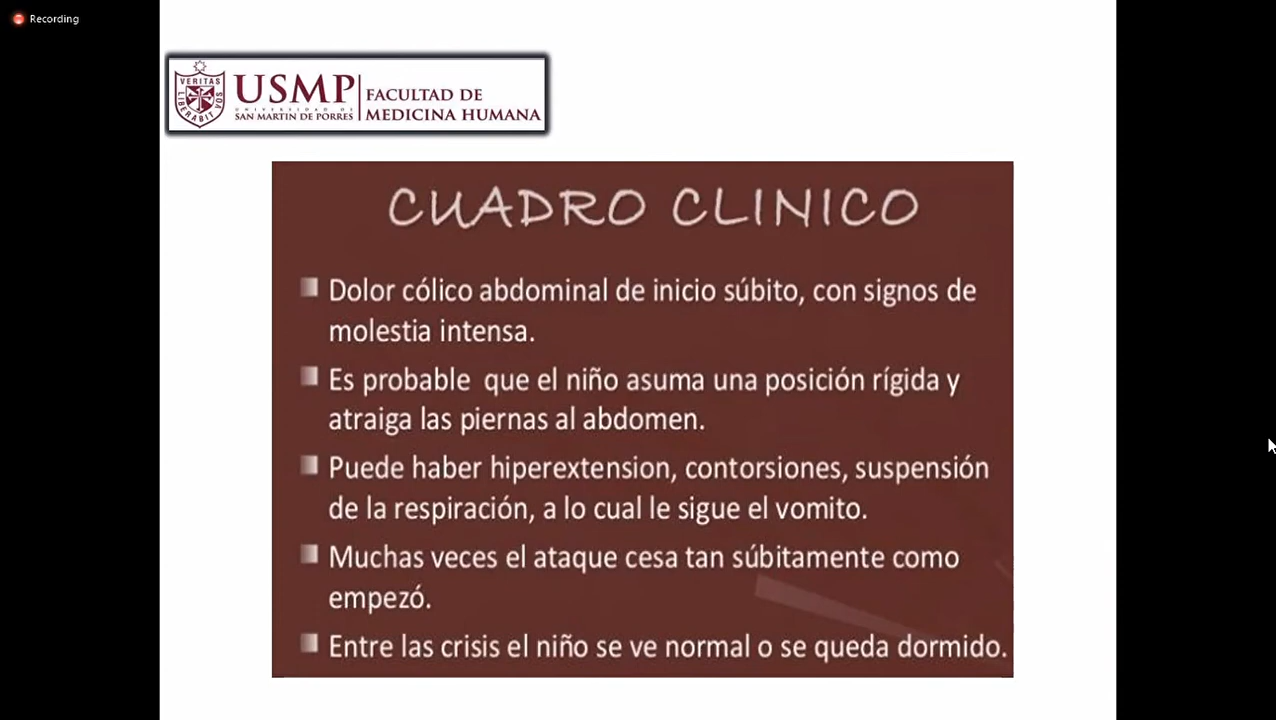 Recording
VERITAS
LIBERABIT VOS
USMP
UNIVERSIDAD DE
SAN MARTIN DE PORRES
FACULTAD DE
MEDICINA HUMANA
CUADRO CLINICO
Dolor cólico abdominal de inicio súbito, con signos de
molestia intensa.
Es probable que el niño asuma una posición rígida y
atraiga las piernas al abdomen.
Puede haber hiperextension, contorsiones, suspensión
de la respiración, a lo cual le sigue el vomito.
Muchas veces el ataque cesa tan súbitamente como
empezó.
Entre las crisis el niño se ve normal o se queda dormido.